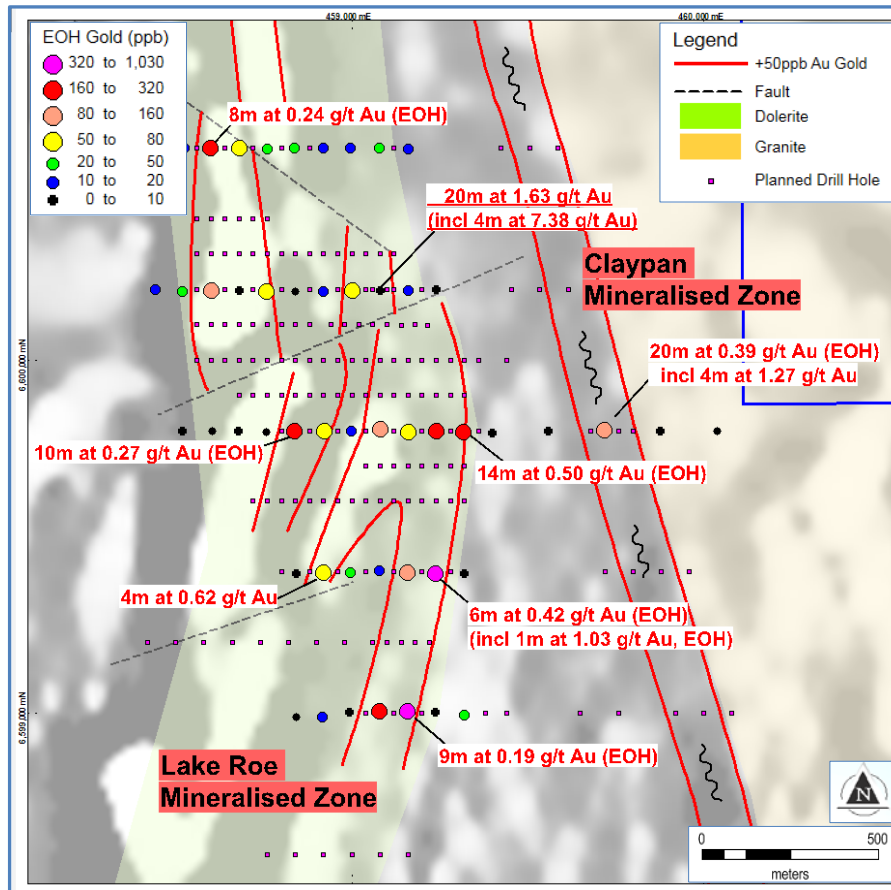 459,000 mE
460,000 mE
EOH Gold (ppb)
320 to 1,030
160 to 320
80 to 160
50 to 80
20 to 50
10 to 20
0 to 10
Legend
+50ppb Au Gold
Fault
Dolerite
Granite
Planned Drill Hole
8m at 0.24 g/t Au (EOH)
20m at 1.63 g/t Au
(incl 4m at 7.38 g/t Au)
Claypan
Mineralised Zone
6,600,000 mN
20m at 0.39 g/t Au (EOH)
incl 4m at 1.27 g/t Au
10m at 0.27 g/t Au (EOH)
14m at 0.50 g/t Au (EOH)
4m at 0.62 g/t Au
6m at 0.42 g/t Au (EOH)
(incl 1m at 1.03 g/t Au, EOH)
6,599,000 mN
9m at 0.19 g/t Au (EOH)
Lake Roe
Mineralised Zone
N
0 500
meters